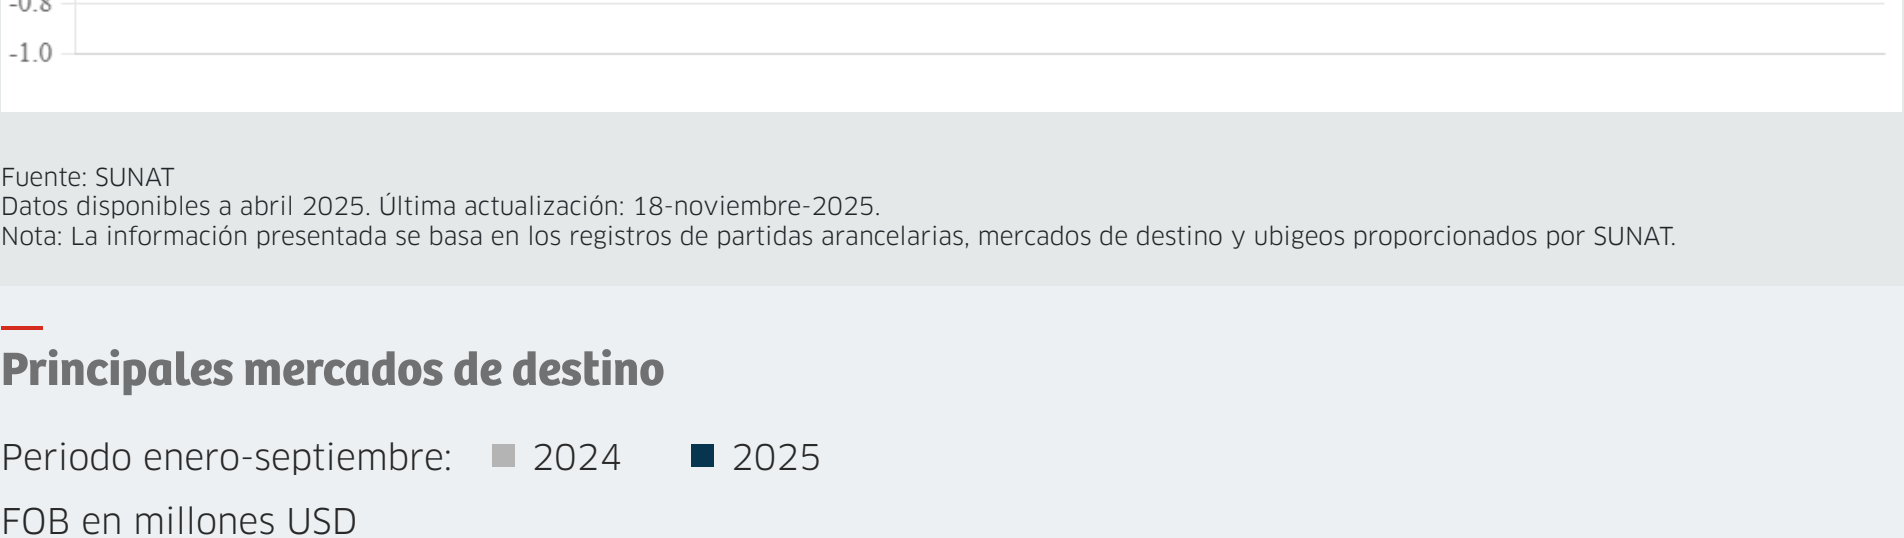 -0.8
-1.0
Fuente: SUNAT
Datos disponibles a abril 2025. Última actualización: 18-noviembre-2025.
Nota: La información presentada se basa en los registros de partidas arancelarias, mercados de destino y ubigeos proporcionados por SUNAT.
Principales mercados de destino
Periodo enero-septiembre: 2024 2025
FOB en millones USD